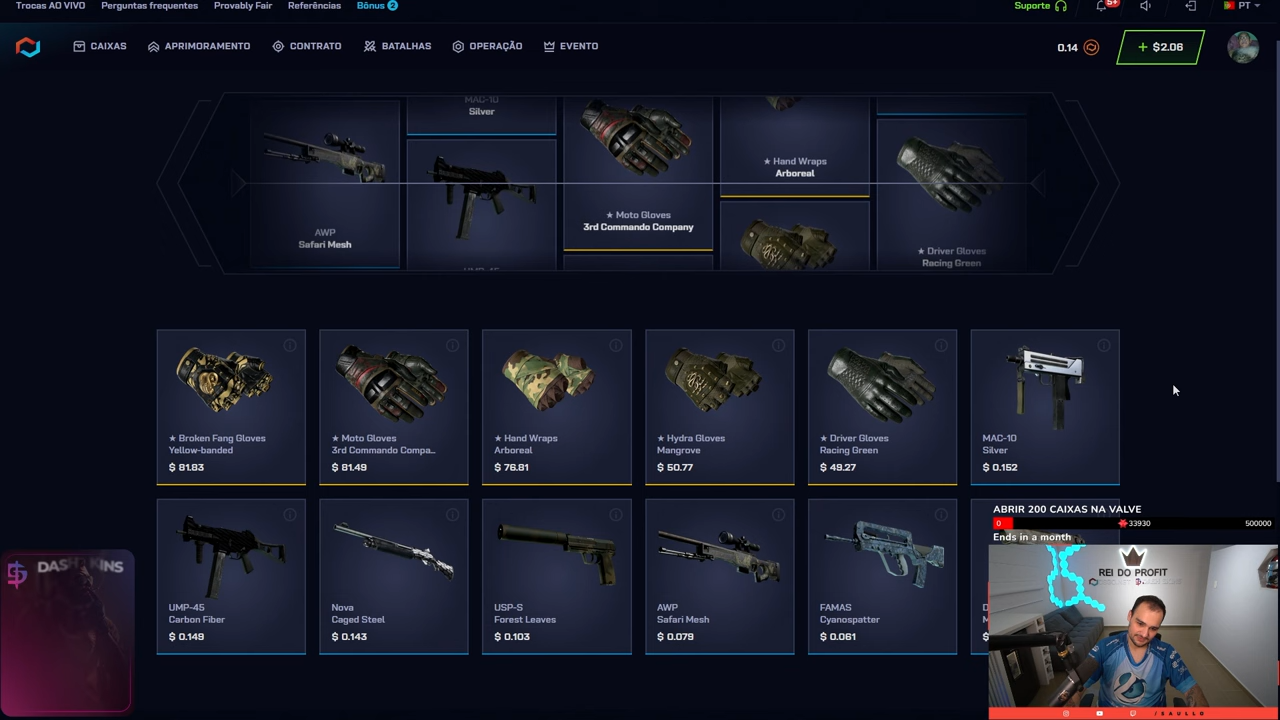 Trocas AO VIVO
Perguntas frequentes
Provably Fair
Referências
Bônus 2
Suporte
5+
PT
CAIXAS
APRIMORAMENTO
CONTRATO
BATALHAS
OPERAÇÃO
EVENTO
0.14
+ $2.06
MAC-10
Silver
★ Hand Wraps
Arboreal
★ Moto Gloves
3rd Commando Company
AWP
Safari Mesh
★ Driver Gloves
Racing Green
UMP-45
★ Broken Fang Gloves
Yellow-banded
$ 81.83
★ Moto Gloves
3rd Commando Compa...
$ 81.49
★ Hand Wraps
Arboreal
$ 76.81
★ Hydra Gloves
Mangrove
$ 50.77
★ Driver Gloves
Racing Green
$ 49.27
MAC-10
Silver
$ 0.152
UMP-45
Carbon Fiber
$ 0.149
Nova
Caged Steel
$ 0.143
USP-S
Forest Leaves
$ 0.103
AWP
Safari Mesh
$ 0.079
FAMAS
Cyanospatter
$ 0.061
$
ABRIR 200 CAIXAS NA VALVE
0
33930
500000
Ends in a month
REI DO PROFIT
/SAULLO